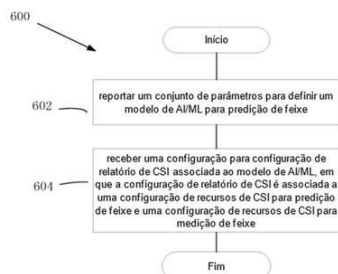 600
Início
reportar um conjunto de parâmetros para definir um
modelo de AI/ML para predição de feixe
602
receber uma configuração para configuração de
relatório de CSI associada ao modelo de AI/ML, em
que a configuração de relatório de CSI é associada a
uma configuração de recursos de CSI para predição
de feixe e uma configuração de recursos de CSI para
medição de feixe
604
Fim